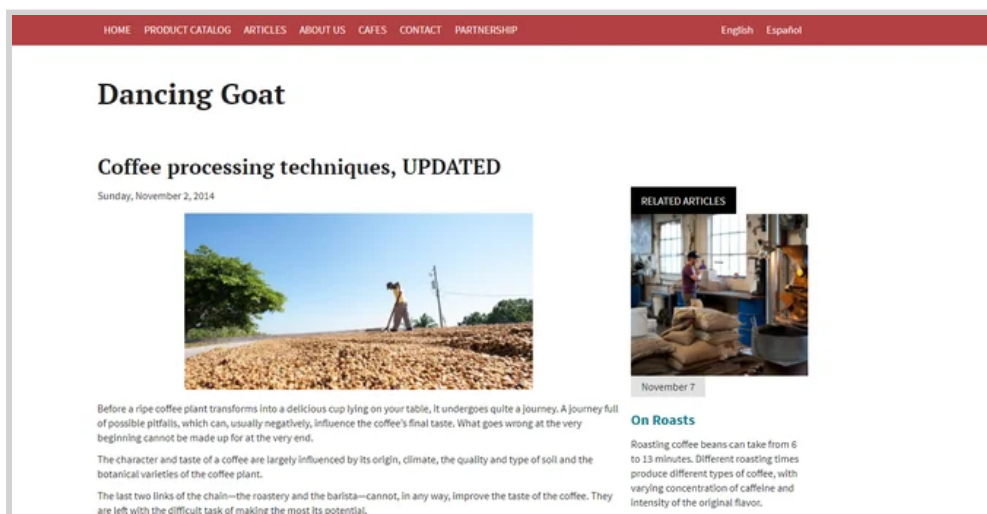 HOME PRODUCT CATALOG ARTICLES ABOUT US CAFES CONTACT PARTNERSHIP English Español
Dancing Goat
Coffee processing techniques, UPDATED
Sunday, November 2, 2014
Before a ripe coffee plant transforms into a delicious cup lying on your table, it undergoes quite a journey. A journey full
of possible pitfalls, which can, usually negatively, influence the coffee's final taste. What goes wrong at the very
beginning cannot be made up for at the very end.
The character and taste of a coffee are largely influenced by its origin, climate, the quality and type of soil and the
botanical varieties of the coffee plant.
The last two links of the chain—the roastery and the barista—cannot, in any way, improve the taste of the coffee. They
are left with the difficult task of making the most its potential.
RELATED ARTICLES
November 7
On Roasts
Roasting coffee beans can take from 6
to 13 minutes. Different roasting times
produce different types of coffee, with
varying concentration of caffeine and
intensity of the original flavor.